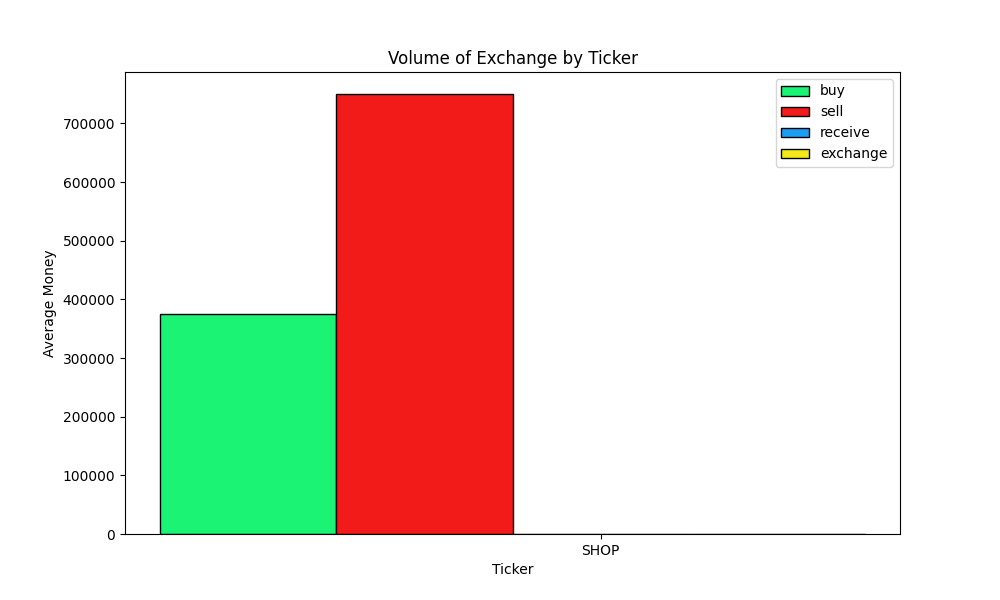 Volume of Exchange by Ticker
buy
sell
receive
exchange
700000
600000
500000
400000
300000
200000
100000
0
Average Money
SHOP
Ticker